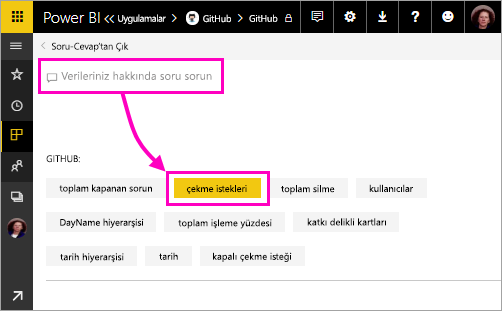 Power BI Uygulamalar > GitHub > GitHub
Soru-Cevap'tan Çık
Verileriniz hakkında soru sorun
GITHUB:
toplam kapanan sorun çekme istekleri toplam silme kullanıcılar
DayName hiyerarşisi toplam işleme yüzdesi katkı delikli kartları
tarih hiyerarşisi tarih kapalı çekme isteği